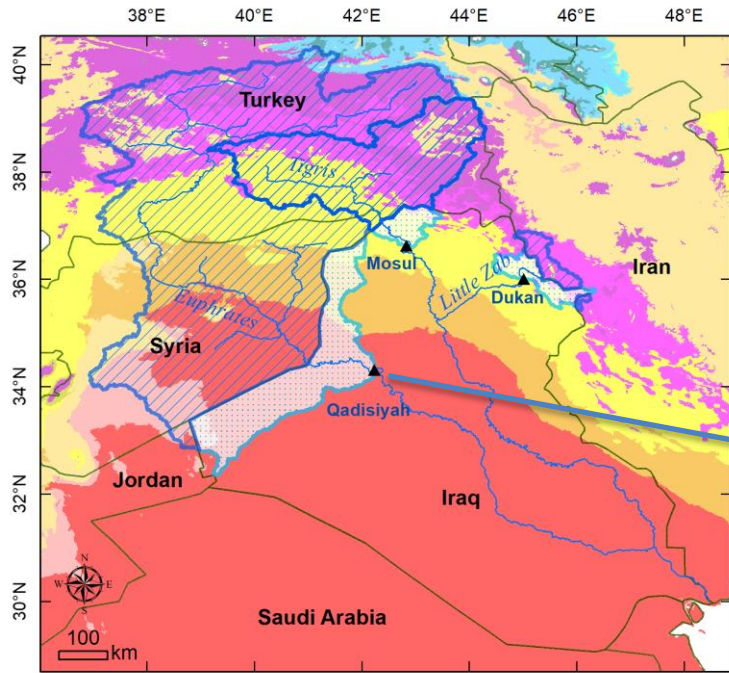 38°E 40°E 42°E 44°E 46°E 48°E
40°N
Turkey
Tigris
38°N
Mosul
36°N
Little Zab
Iran
Dukan
Euphrates
Syria
34°N
Qadisiyah
Jordan
32°N
Iraq
N
W E
S
30°N
Saudi Arabia
100
km